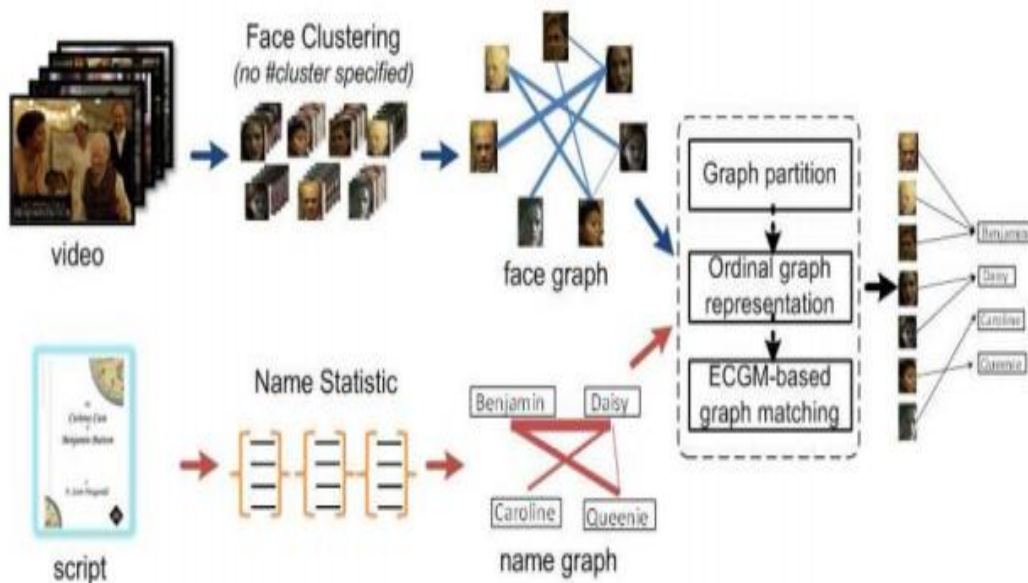 Face Clustering
(no #cluster specified)
video
face graph
Graph partition
Ordinal graph
representation
ECGM-based
graph matching
Benjamin
Daisy
Caroline
Queenie
script
Name Statistic
Benjamin
Daisy
Caroline
Queenie
name graph